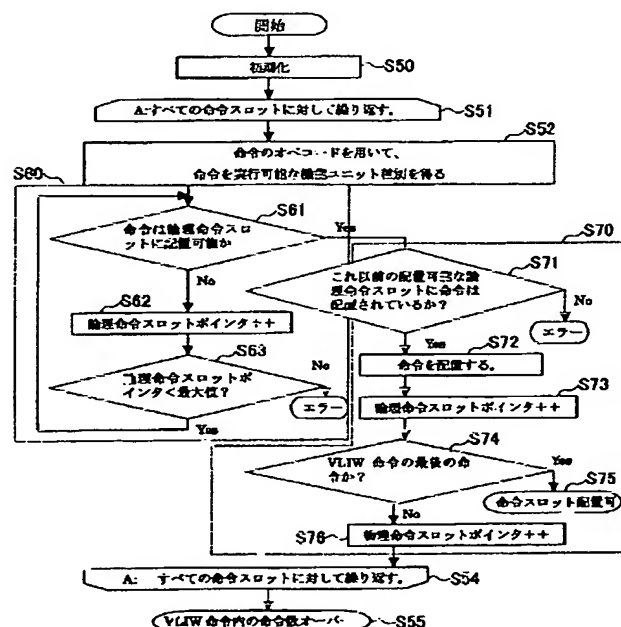 開始
初期化
S50
A:すべての命令スロットに対して繰り返す。
S51
S52
命令のオペコードを用いて、
命令を実行可能な演算ユニット種別を得る
S60
S61
命令は論理命令スロ
ットに配置可能か
Yes
No
S62
論理命令スロットポインタ++
S63
論理命令スロットポ
インタ<最大値?
No
エラー
Yes
S70
S71
これ以前の配置可能な論
理命令スロットに命令は
配置されているか?
No
エラー
Yes
S72
命令を配置する。
S73
論理命令スロットポインタ++
S74
VLIW 命令の最後の命
令か?
Yes
S75
命令スロット配置可
No
S76
物理命令スロットポインタ++
A: すべての命令スロットに対して繰り返す。
S54
VLIW 命令内の命令数オーバー
S55